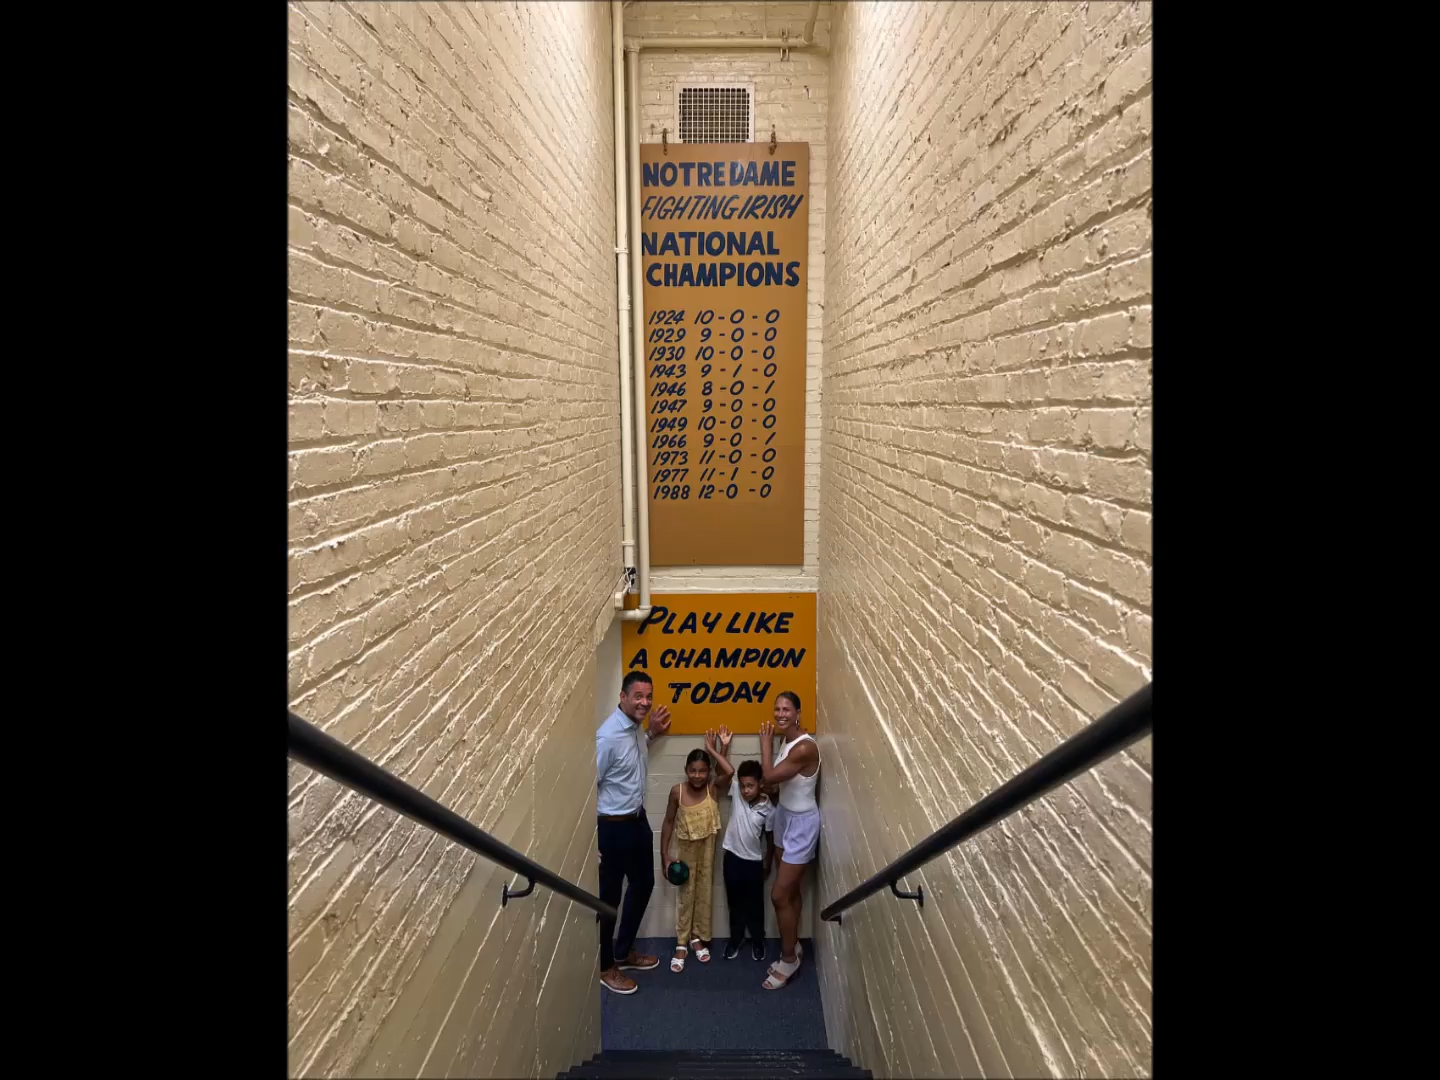 NOTRE DAME
FIGHTING IRISH
NATIONAL
CHAMPIONS
1924 10-0-0
1929 9-0-0
1930 10-0-0
1943 9-1-0
1946 8-0-1
1947 9-0-0
1949 10-0-0
1966 9-0-1
1973 11-0-0
1977 11-1-0
1988 12-0-0
PLAY LIKE
A CHAMPION
TODAY